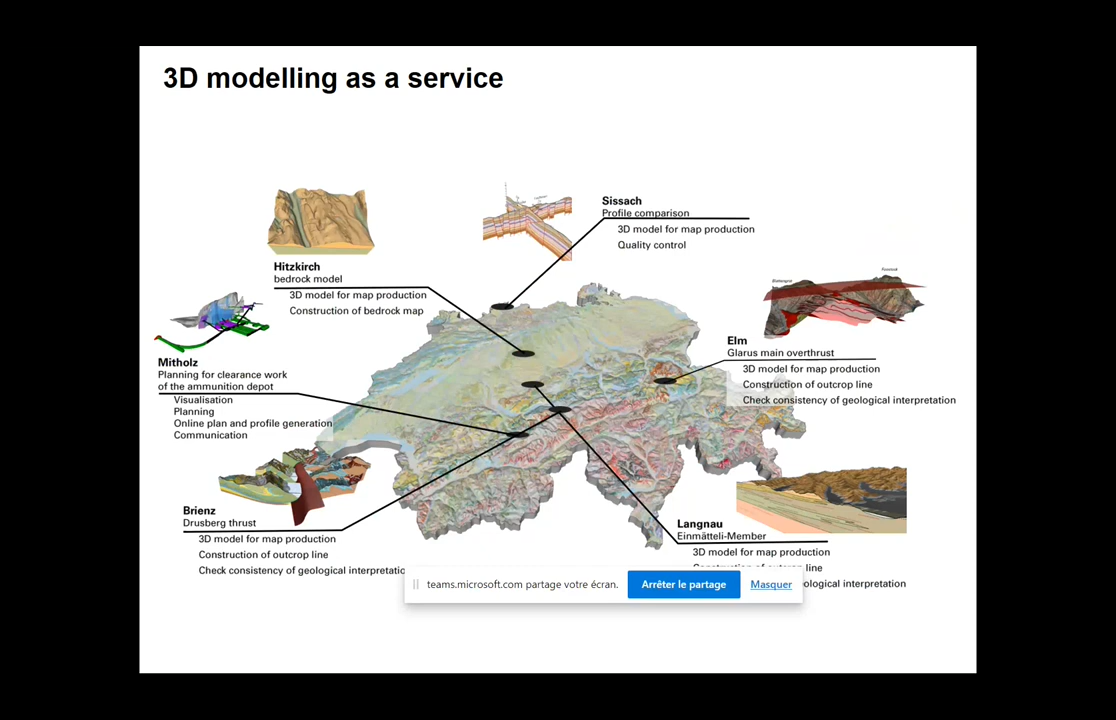 3D modelling as a service
Sissach
Profile comparison
3D model for map production
Quality control
Hitzkirch
bedrock model
3D model for map production
Construction of bedrock map
Elm
Glarus main overthrust
3D model for map production
Construction of outcrop line
Check consistency of geological interpretation
Mitholz
Planning for clearance work
of the ammunition depot
Visualisation
Planning
Online plan and profile generation
Communication
Brienz
Drusberg thrust
3D model for map production
Construction of outcrop line
Check consistency of geological interpretatio
Langnau
Einmätteli-Member
3D model for map production
Construction of outcrop line
ological interpretation
teams.microsoft.com partage votre écran.
Arrêter le partage
Masquer